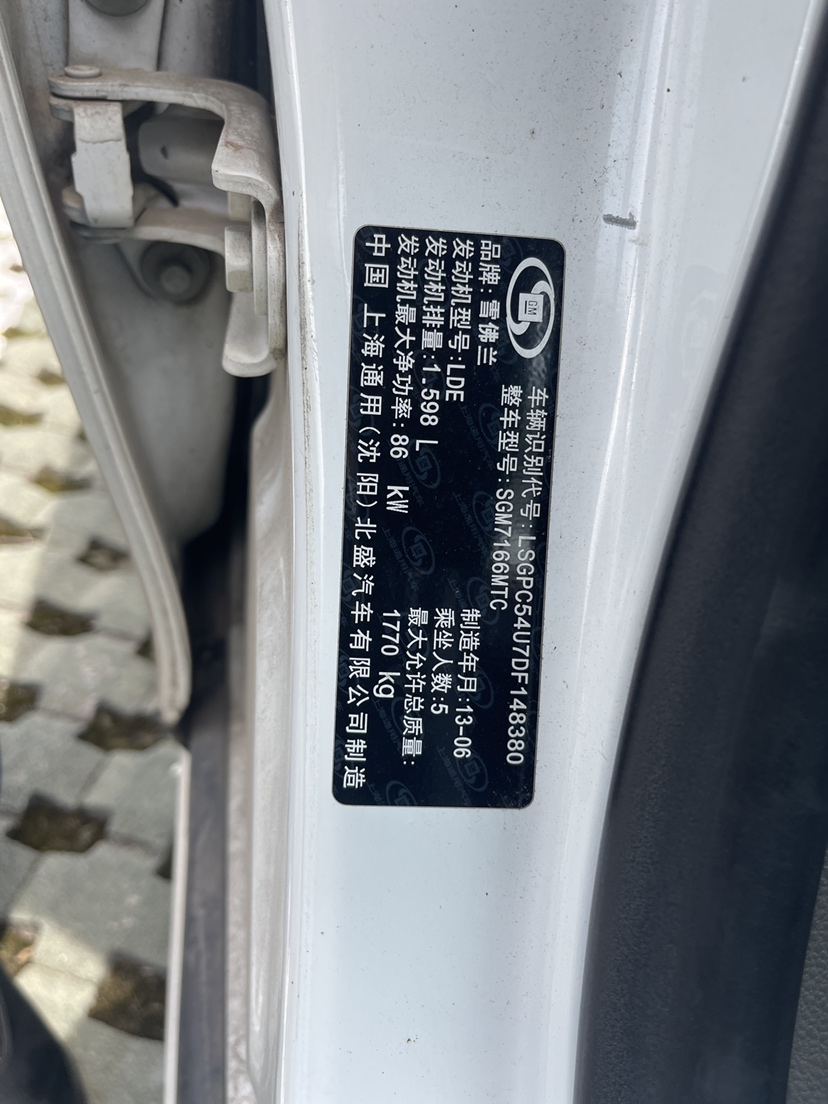 GM
车辆识别代号:LSGPC54U7DF148380
整车型号:SGM7166MTC
品牌:雪佛兰
发动机型号:LDE
制造年月:13-06
发动机排量:1.598 L
乘坐人数:5
发动机最大净功率:86 kW
最大允许总质量:
1770 kg
中国 上海通用(沈阳)北盛汽车有限公司制造